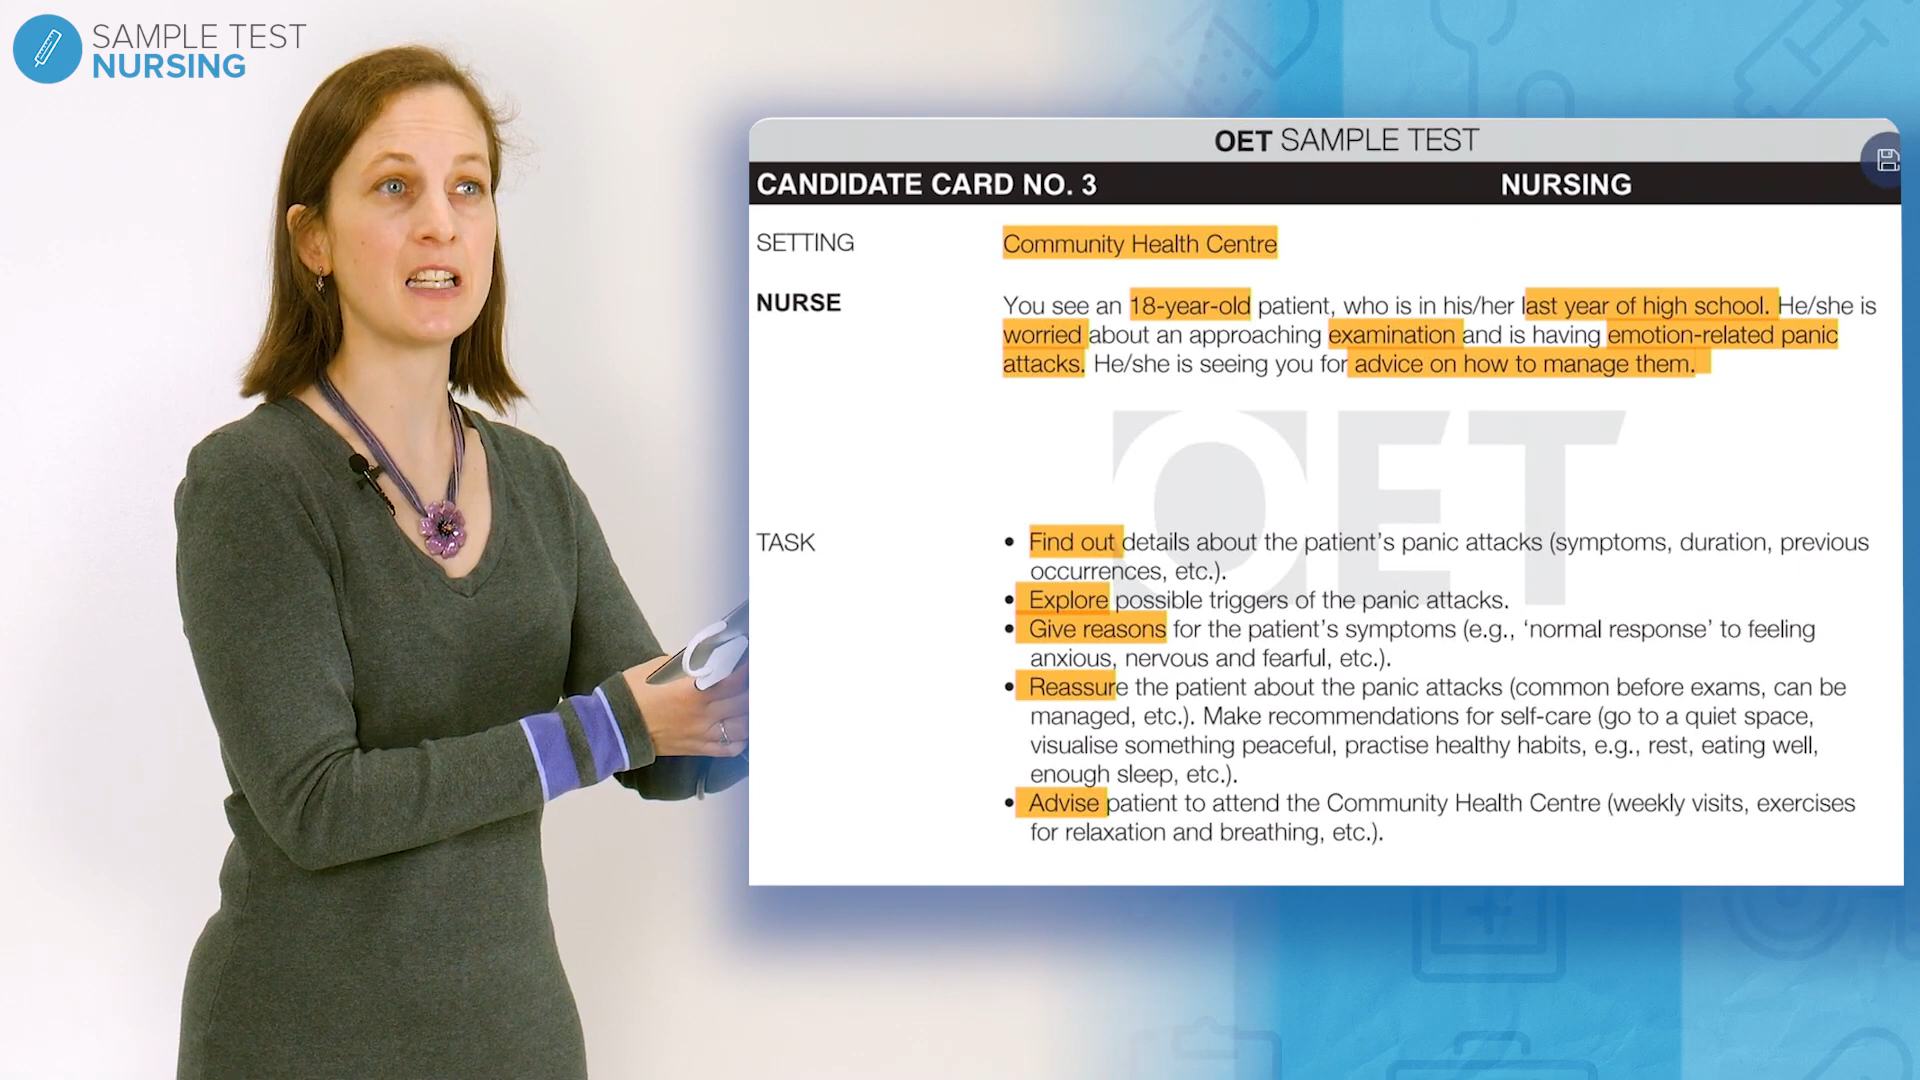 SAMPLE TEST
NURSING
OET SAMPLE TEST
CANDIDATE CARD NO. 3 NURSING
SETTING Community Health Centre
NURSE You see an 18-year-old patient, who is in his/her last year of high school. He/she is
worried about an approaching examination and is having emotion-related panic
attacks. He/she is seeing you for advice on how to manage them.
OET
TASK • Find out details about the patient's panic attacks (symptoms, duration, previous
occurrences, etc.).
• Explore possible triggers of the panic attacks.
• Give reasons for the patient's symptoms (e.g., 'normal response' to feeling
anxious, nervous and fearful, etc.).
• Reassure the patient about the panic attacks (common before exams, can be
managed, etc.). Make recommendations for self-care (go to a quiet space,
visualise something peaceful, practise healthy habits, e.g., rest, eating well,
enough sleep, etc.).
• Advise patient to attend the Community Health Centre (weekly visits, exercises
for relaxation and breathing, etc.).